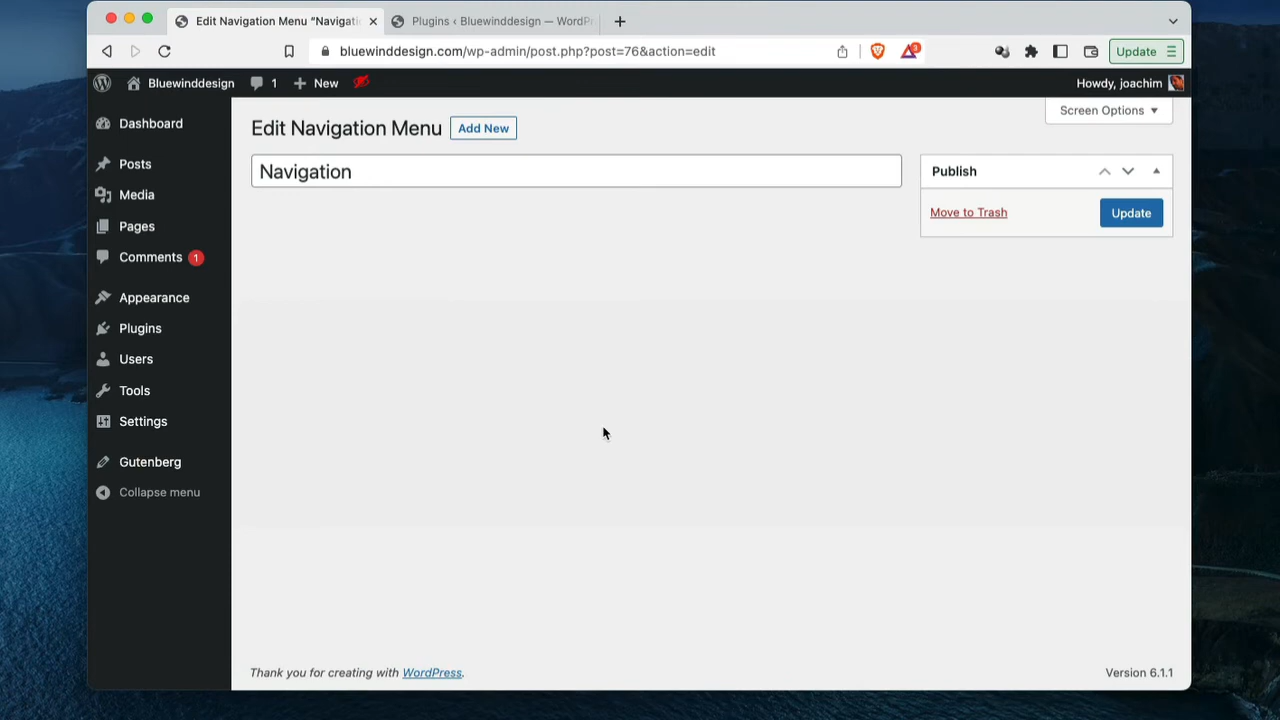 Edit Navigation Menu "Navigati
Plugins ‹ Bluewinddesign — WordPr
bluewinddesign.com/wp-admin/post.php?post=76&action=edit
3
Update
Bluewinddesign
1
New
Howdy, joachim
Screen Options
Dashboard
Posts
Media
Pages
Comments 1
Appearance
Plugins
Users
Tools
Settings
Gutenberg
Collapse menu
Edit Navigation Menu
Add New
Navigation
Publish
Move to Trash
Update
Thank you for creating with WordPress.
Version 6.1.1